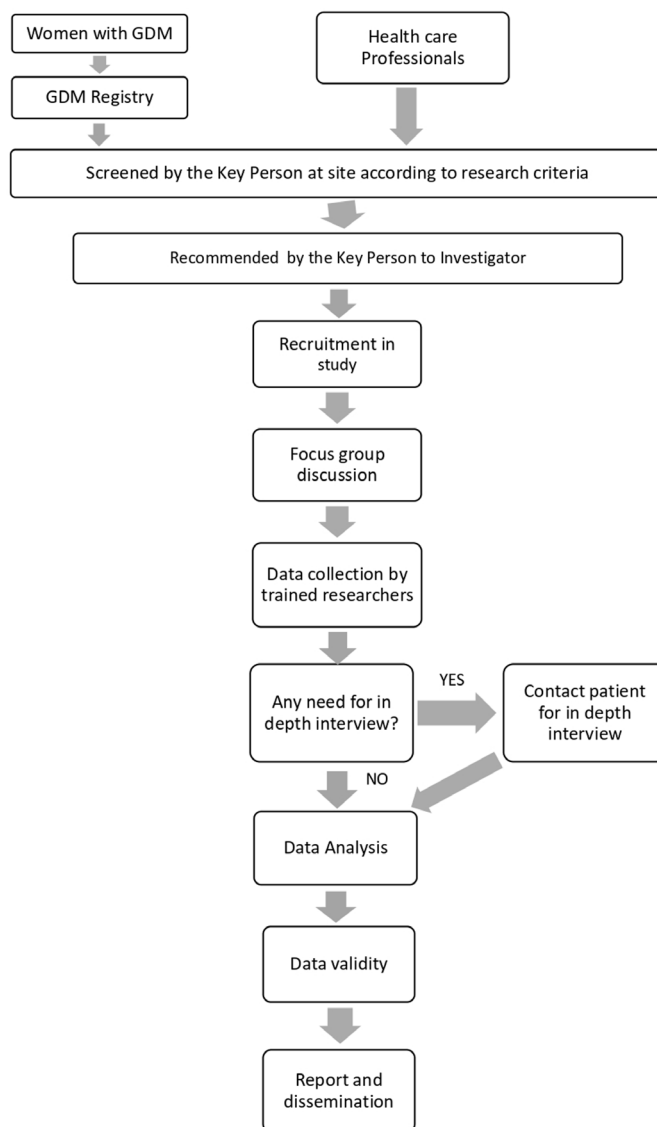 Women with GDM
Health care
Professionals
GDM Registry
Screened by the Key Person at site according to research criteria
Recommended by the Key Person to Investigator
Recruitment in
study
Focus group
discussion
Data collection by
trained researchers
Any need for in
depth interview?
YES
Contact patient
for in depth
interview
NO
Data Analysis
Data validity
Report and
dissemination